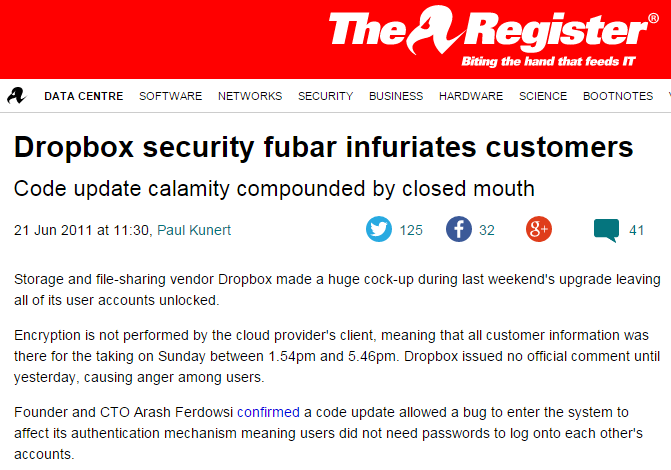 The Register®
Biting the hand that feeds IT
DATA CENTRE SOFTWARE NETWORKS SECURITY BUSINESS HARDWARE SCIENCE BOOTNOTES
Dropbox security fubar infuriates customers
Code update calamity compounded by closed mouth
21 Jun 2011 at 11:30, Paul Kunert 125 32 g+ 41
Storage and file-sharing vendor Dropbox made a huge cock-up during last weekend's upgrade leaving
all of its user accounts unlocked.
Encryption is not performed by the cloud provider's client, meaning that all customer information was
there for the taking on Sunday between 1.54pm and 5.46pm. Dropbox issued no official comment until
yesterday, causing anger among users.
Founder and CTO Arash Ferdowsi confirmed a code update allowed a bug to enter the system to
affect its authentication mechanism meaning users did not need passwords to log onto each other's
accounts.